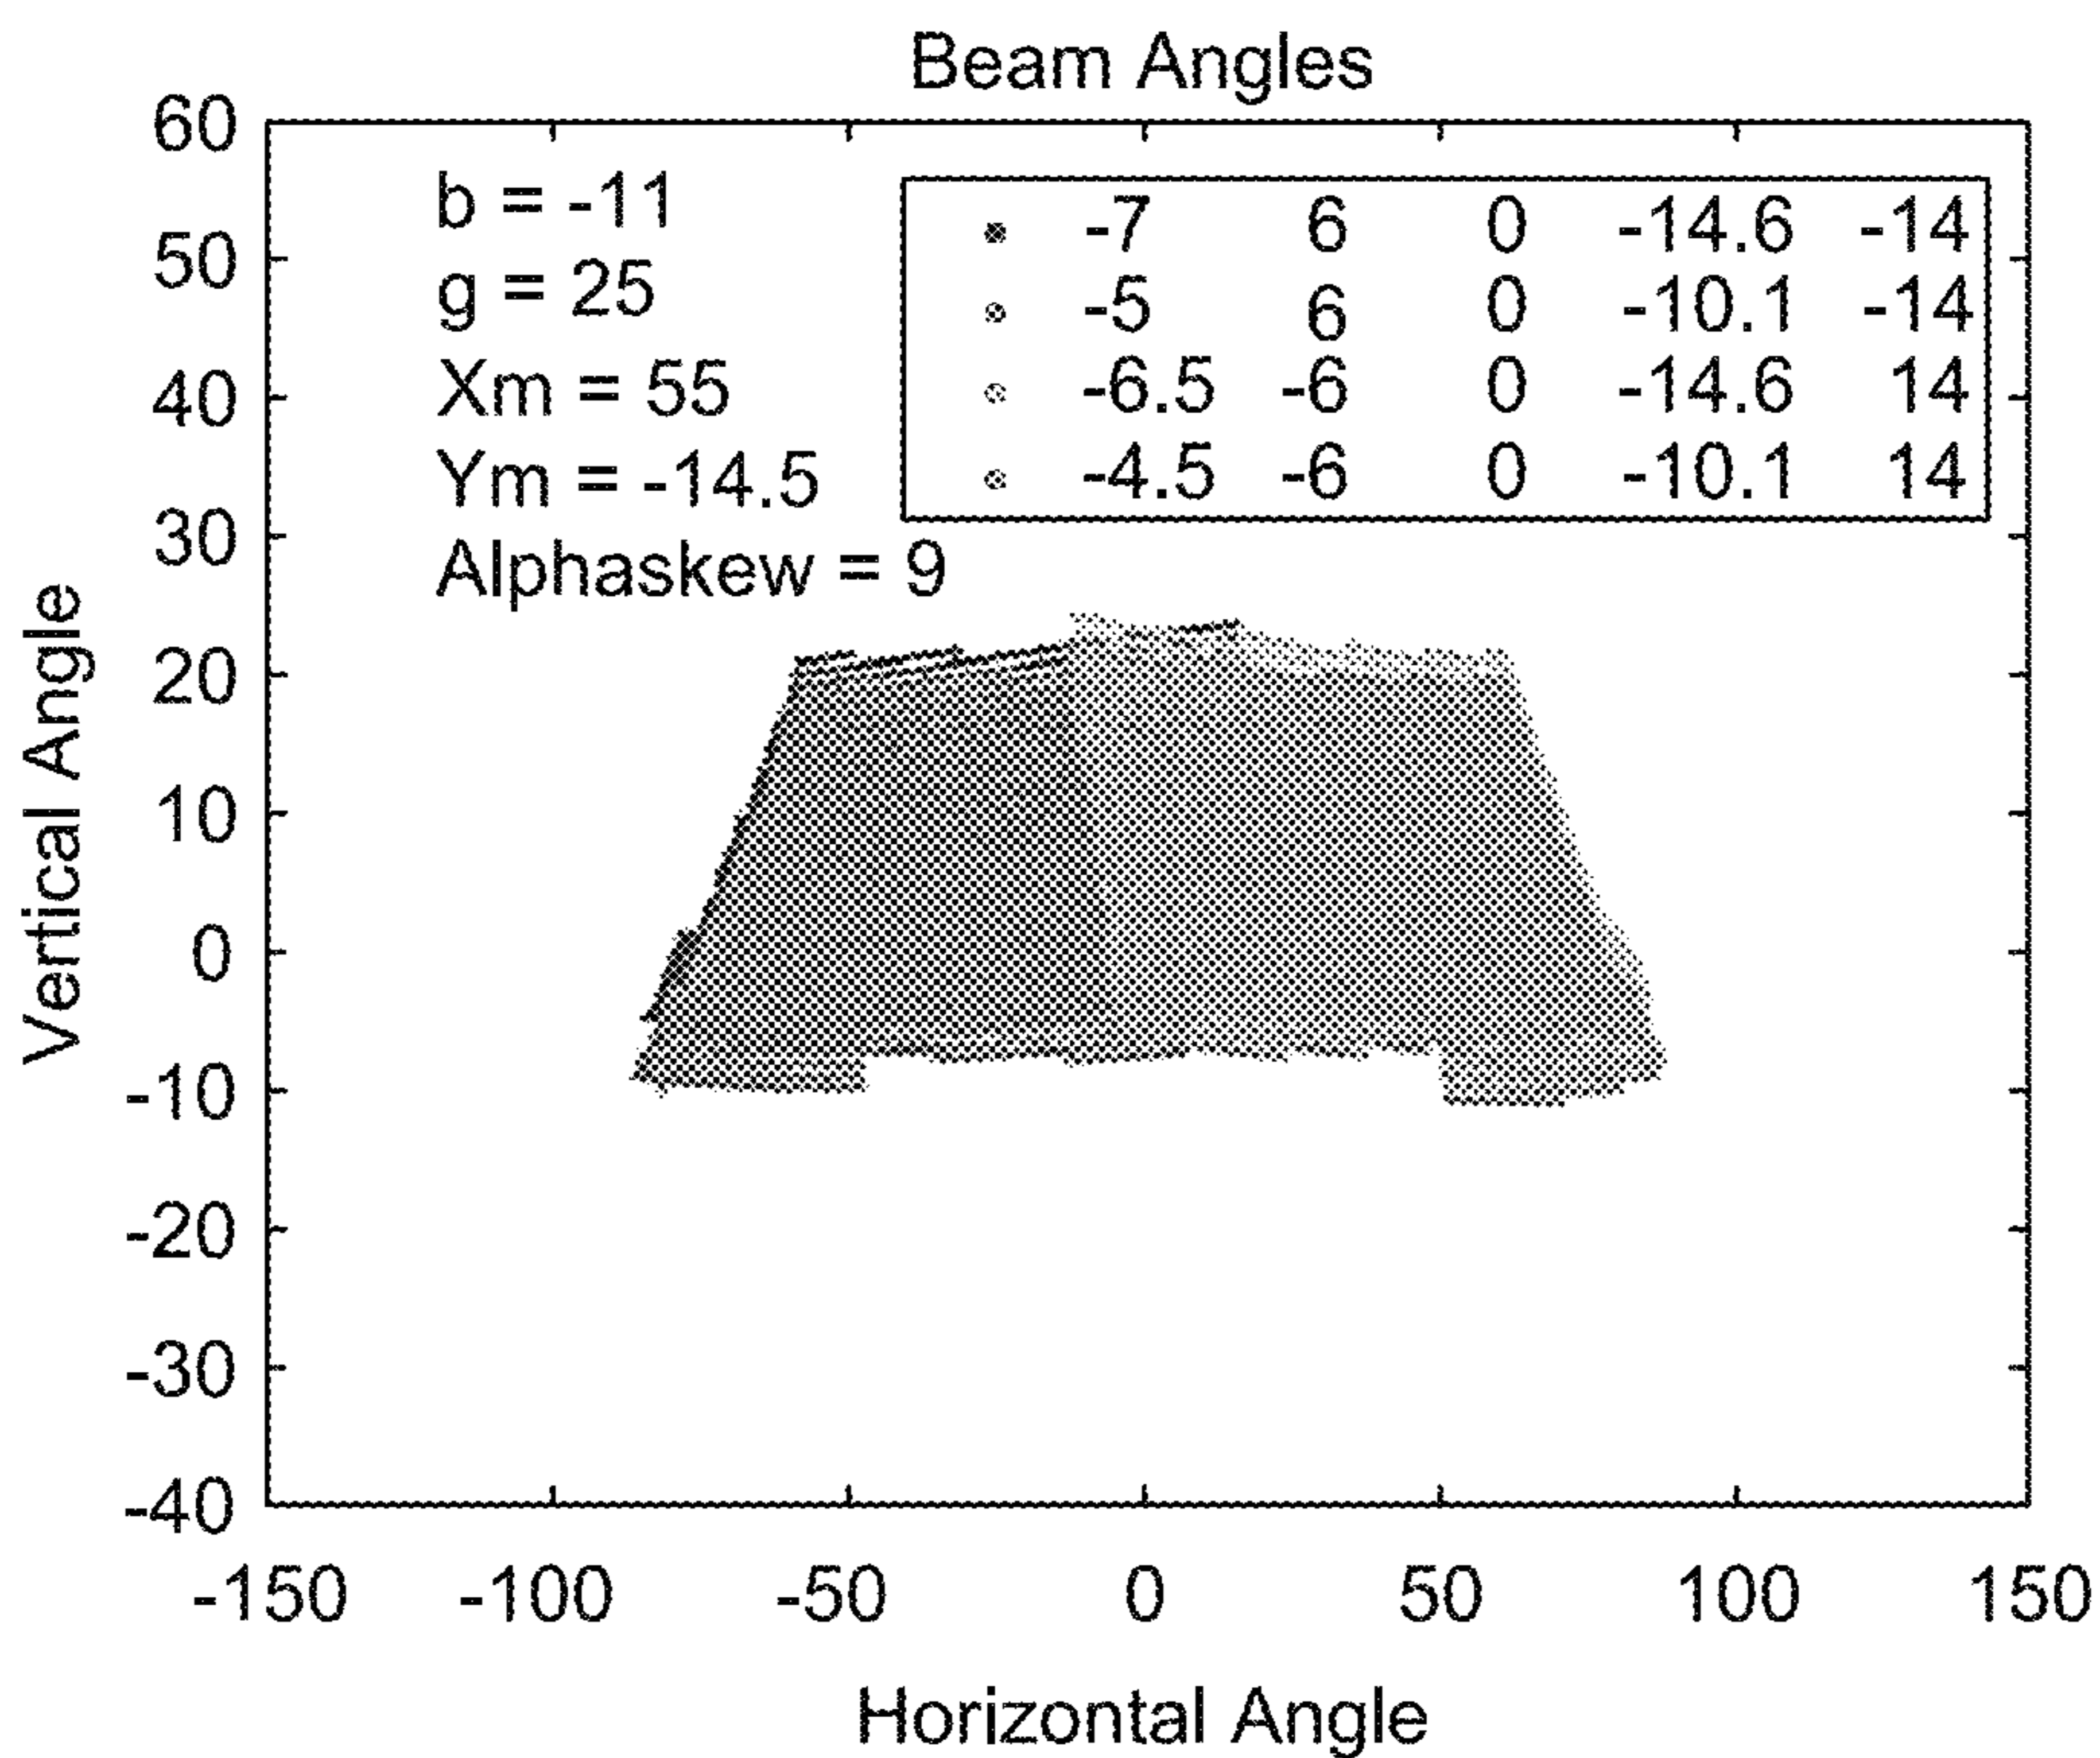 Beam Angles
60
50
40
30
20
10
0
-10
-20
-30
-40
Vertical Angle
b = -11
g = 25
Xm = 55
Ym = -14.5
Alphaskew = 9
-7 6 0 -14.6 -14
-5 6 0 -10.1 -14
-6.5 -6 0 -14.6 14
-4.5 -6 0 -10.1 14
-150 -100 -50 0 50 100 150
Horizontal Angle